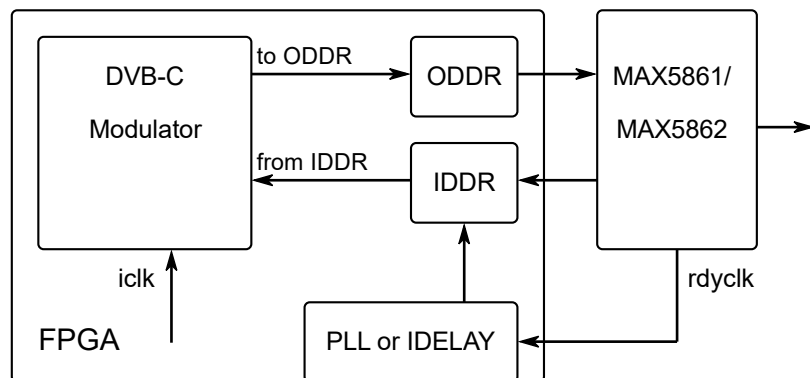 DVB-C
Modulator
to ODDR
ODDR
MAX5861/
MAX5862
from IDDR
IDDR
iclk
rdyclk
FPGA
PLL or IDELAY